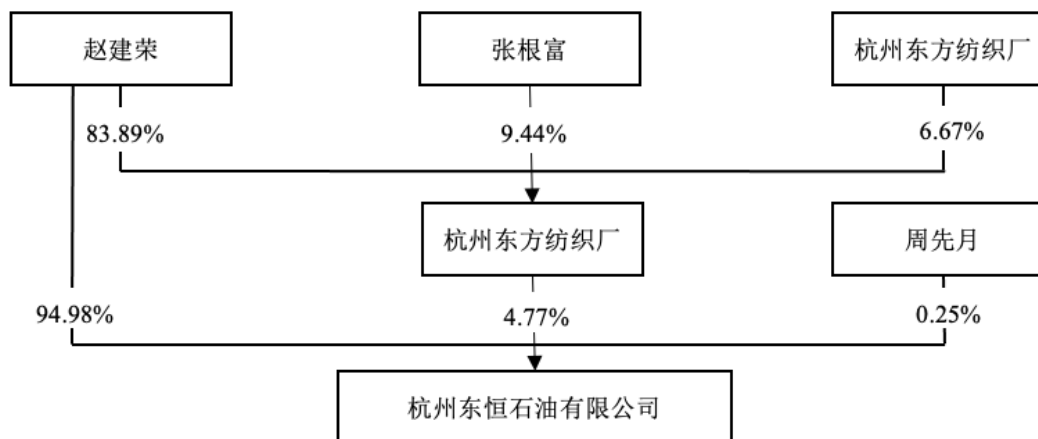 赵建荣
张根富
杭州东方纺织厂
83.89%
9.44%
6.67%
杭州东方纺织厂
周先月
94.98%
4.77%
0.25%
杭州东恒石油有限公司